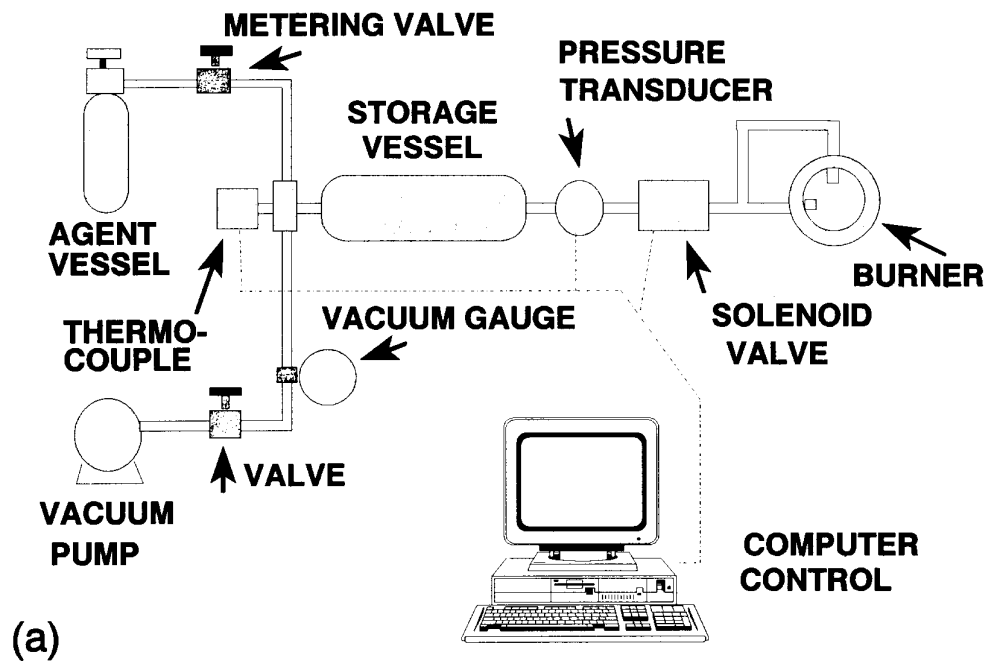 METERING VALVE
PRESSURE
TRANSDUCER
STORAGE
VESSEL
AGENT
VESSEL
BURNER
THERMO-
COUPLE
VACUUM GAUGE
SOLENOID
VALVE
VALVE
VACUUM
PUMP
COMPUTER
CONTROL
(a)